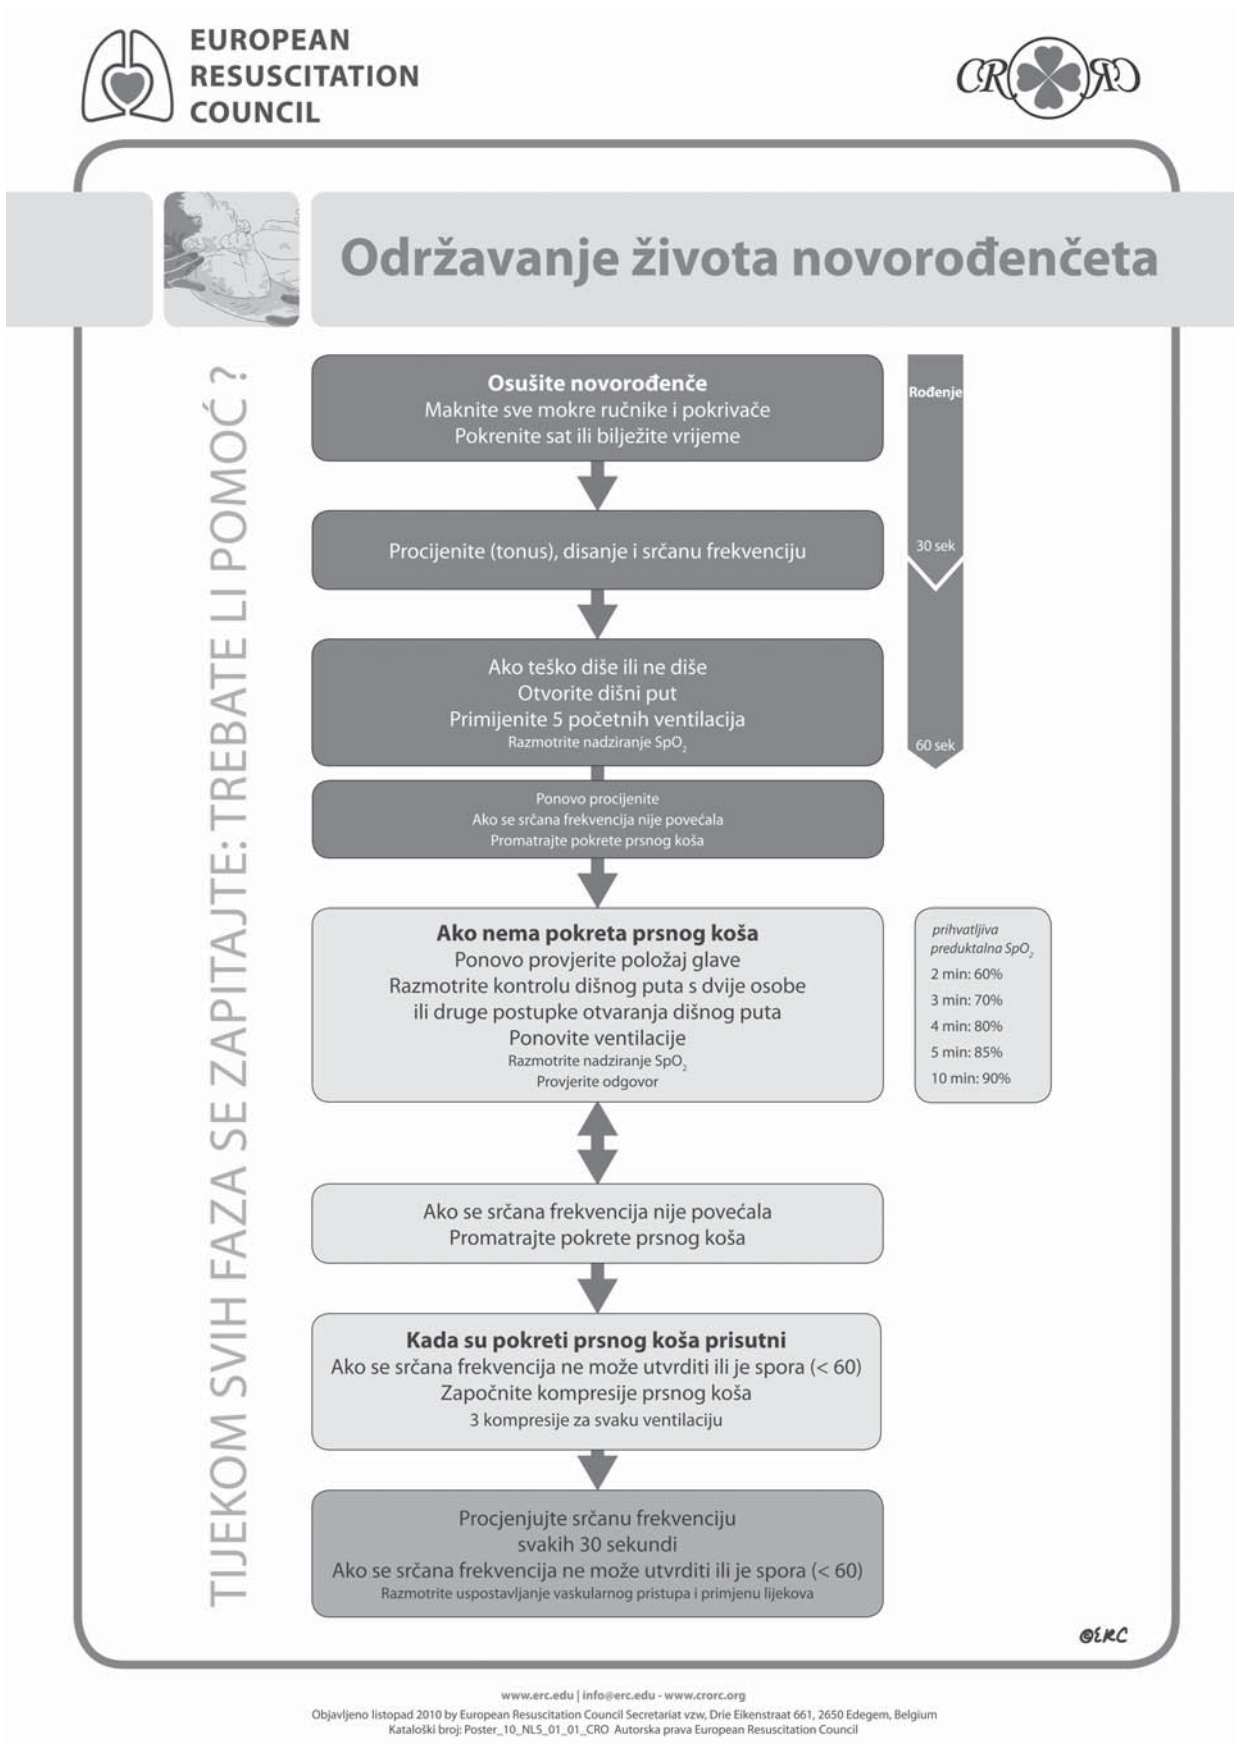 EUROPEAN
RESUSCITATION
COUNCIL
CRORC
Održavanje života novorođenčeta
TIJEKOM SVIH FAZA SE ZAPITAJTE: TREBATE LI POMOĆ ?
Osušite novorođenče
Maknite sve mokre ručnike i pokrivače
Pokrenite sat ili bilježite vrijeme
Rođenje
Procijenite (tonus), disanje i srčanu frekvenciju
30 sek
Ako teško diše ili ne diše
Otvorite dišni put
Primijenite 5 početnih ventilacija
Razmotrite nadziranje SpO₂
60 sek
Ponovo procijenite
Ako se srčana frekvencija nije povećala
Promatrajte pokrete prsnog koša
Ako nema pokreta prsnog koša
Ponovo provjerite položaj glave
Razmotrite kontrolu dišnog puta s dvije osobe
ili druge postupke otvaranja dišnog puta
Ponovite ventilacije
Razmotrite nadziranje SpO₂
Provjerite odgovor
prihvatljiva
preduktalna SpO₂
2 min: 60%
3 min: 70%
4 min: 80%
5 min: 85%
10 min: 90%
Ako se srčana frekvencija nije povećala
Promatrajte pokrete prsnog koša
Kada su pokreti prsnog koša prisutni
Ako se srčana frekvencija ne može utvrditi ili je spora (< 60)
Započnite kompresije prsnog koša
3 kompresije za svaku ventilaciju
Procjenjujte srčanu frekvenciju
svakih 30 sekundi
Ako se srčana frekvencija ne može utvrditi ili je spora (< 60)
Razmotrite uspostavljanje vaskularnog pristupa i primjenu lijekova
©ERC
www.erc.edu | info@erc.edu - www.crorc.org
Objavljeno listopad 2010 by European Resuscitation Council Secretariat vzw, Drie Eikenstraat 661, 2650 Edegem, Belgium
Kataloški broj: Poster_10_NLS_01_01_CRO Autorska prava European Resuscitation Council